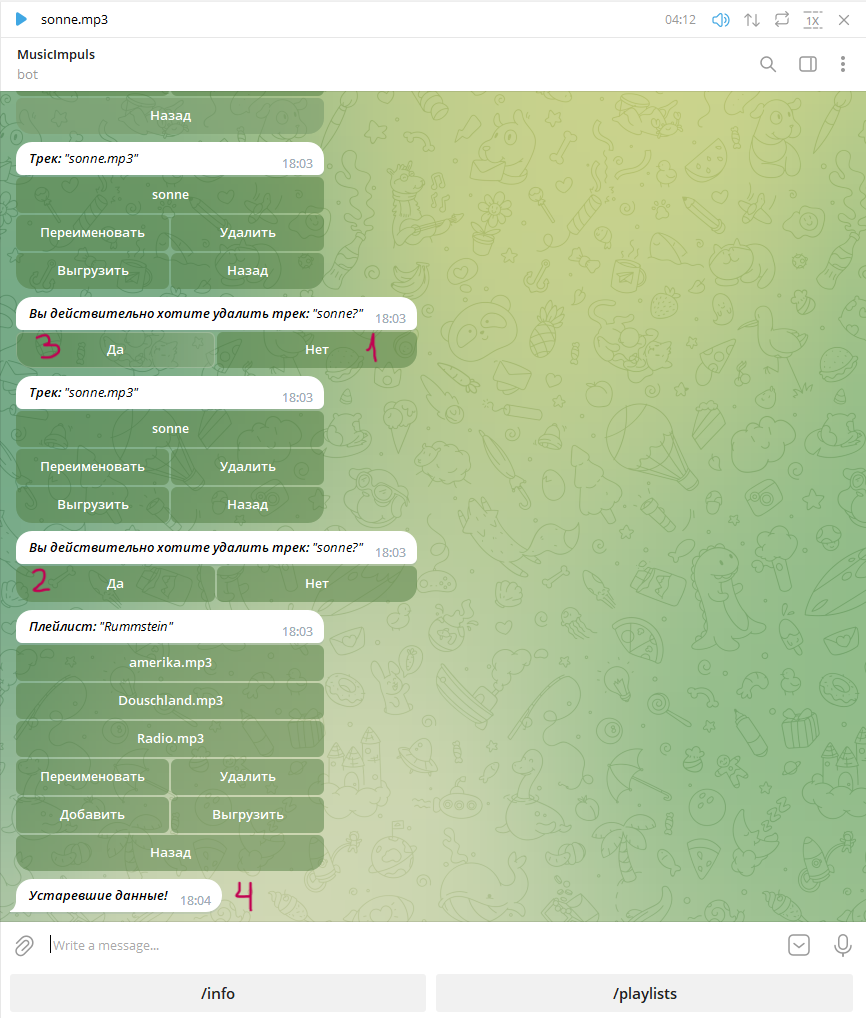 sonne.mp3 04:12 1X
MusicImpuls
bot
Назад
Трек: "sonne.mp3" 18:03
sonne
Переименовать Удалить
Выгрузить Назад
Вы действительно хотите удалить трек: "sonne?" 18:03
3 Да Нет 1
Трек: "sonne.mp3" 18:03
sonne
Переименовать Удалить
Выгрузить Назад
Вы действительно хотите удалить трек: "sonne?" 18:03
2 Да Нет
Плейлист: "Rummstein" 18:03
amerika.mp3
Douschland.mp3
Radio.mp3
Переименовать Удалить
Добавить Выгрузить
Назад
Устаревшие данные! 18:04 4
Write a message...
/info /playlists